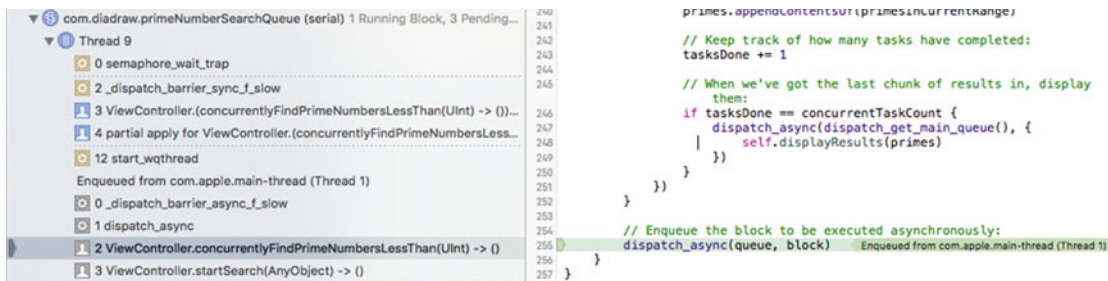 com.diadraw.primeNumberSearchQueue (serial) 1 Running Block, 3 Pending...
Thread 9
0 semaphore_wait_trap
2 _dispatch_barrier_sync_f_slow
3 ViewController.(concurrentlyFindPrimeNumbersLessThan(UInt) -> ())...
4 partial apply for ViewController.(concurrentlyFindPrimeNumbersLess...
12 start_wqthread
Enqueued from com.apple.main-thread (Thread 1)
0 _dispatch_barrier_async_f_slow
1 dispatch_async
2 ViewController.concurrentlyFindPrimeNumbersLessThan(UInt) -> ()
3 ViewController.startSearch(AnyObject) -> ()
240 primes.appendContentsOf(primesInCurrentRange)
241
242 // Keep track of how many tasks have completed:
243 tasksDone += 1
244
245 // When we've got the last chunk of results in, display
them:
246 if tasksDone == concurrentTaskCount {
247 dispatch_async(dispatch_get_main_queue(), {
248 self.displayResults(primes)
249 })
250 }
251 })
252 }
253
254 // Enqueue the block to be executed asynchronously:
255 dispatch_async(queue, block) Enqueued from com.apple.main-thread (Thread 1)
256 }
257 }